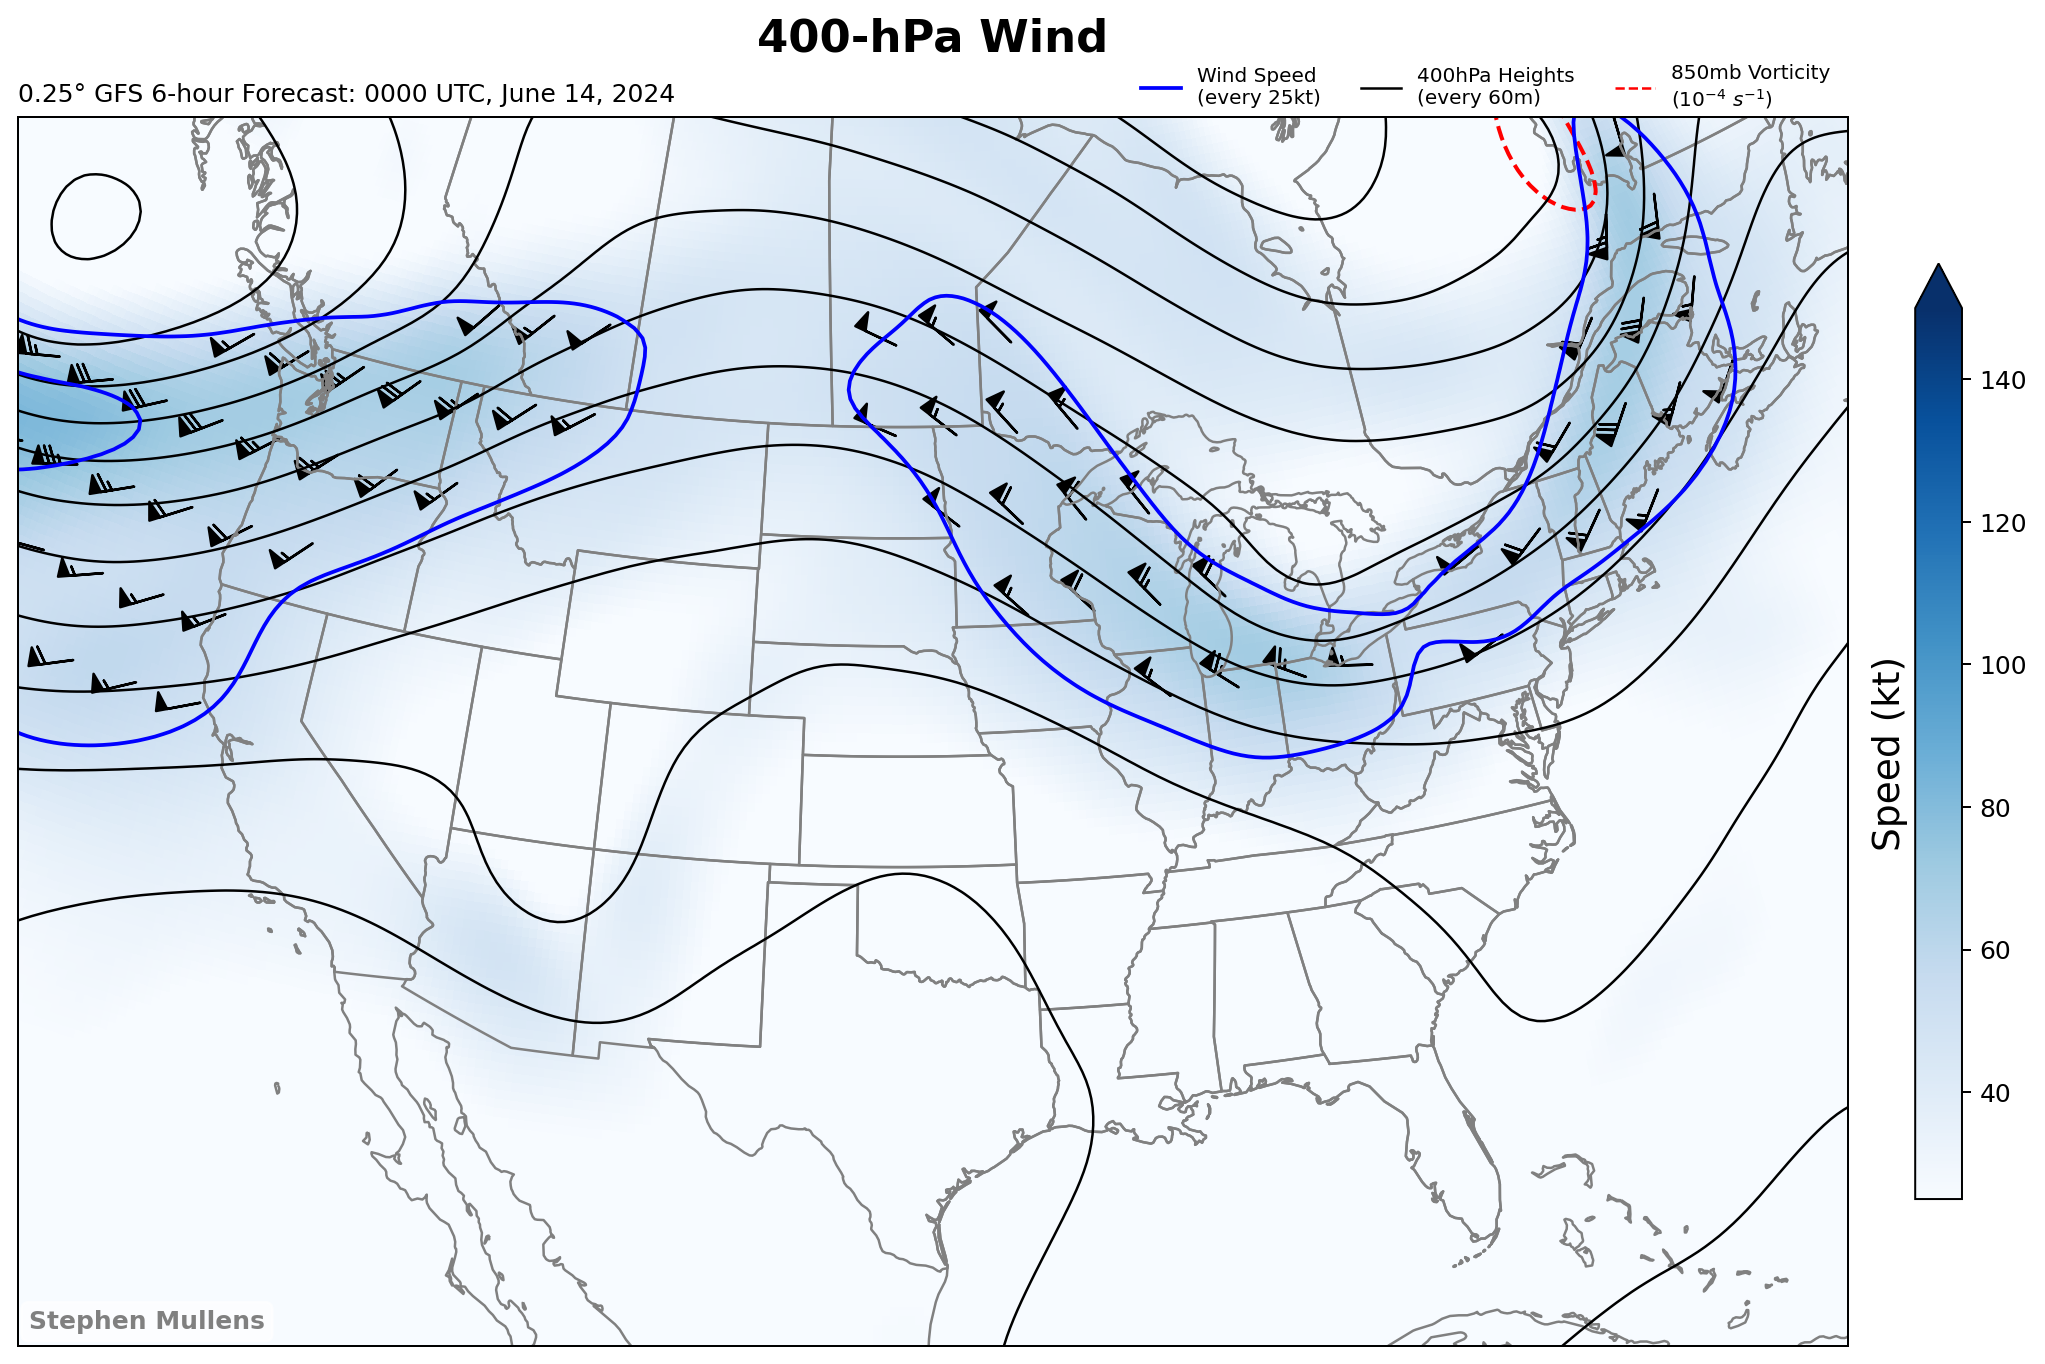 400-hPa Wind
0.25° GFS 6-hour Forecast: 0000 UTC, June 14, 2024
Wind Speed
(every 25kt)
400hPa Heights
(every 60m)
850mb Vorticity
(10⁻⁴ s⁻¹)
140
120
100
80
60
40
Speed (kt)
Stephen Mullens